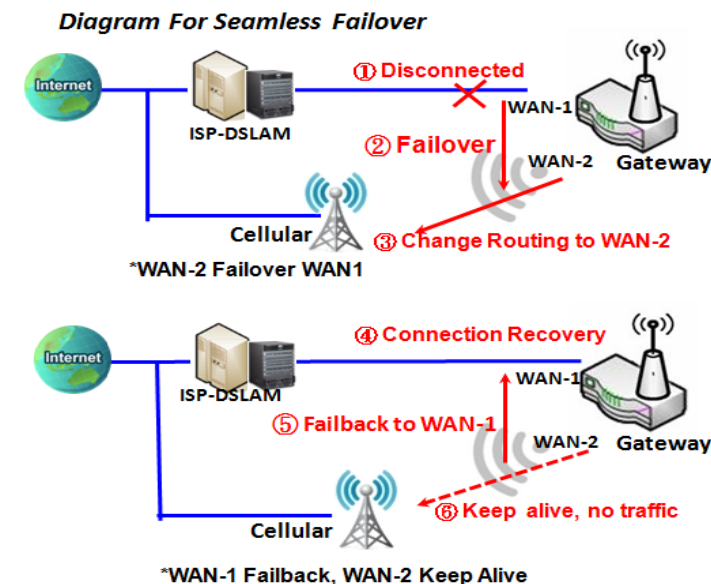 Diagram For Seamless Failover
Internet
① Disconnected
ISP-DSLAM
WAN-1
② Failover
WAN-2
Gateway
Cellular
③ Change Routing to WAN-2
*WAN-2 Failover WAN1
④ Connection Recovery
Internet
WAN-1
ISP-DSLAM
⑤ Failback to WAN-1
WAN-2
Gateway
⑥ Keep alive, no traffic
Cellular
*WAN-1 Failback, WAN-2 Keep Alive